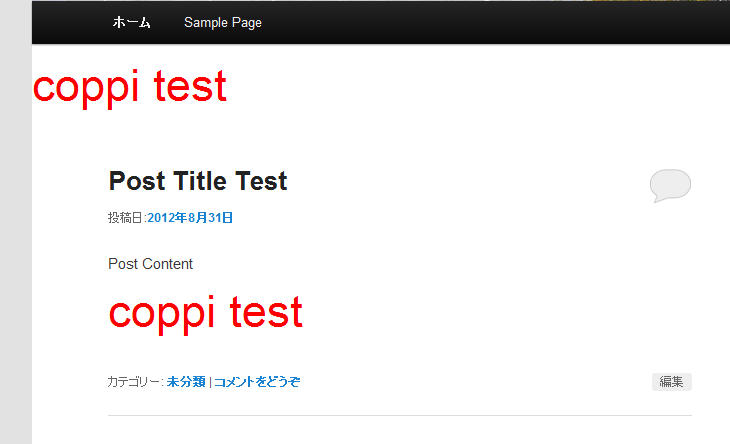 ホーム Sample Page
coppi test
Post Title Test
投稿日:2012年8月31日
Post Content
coppi test
カテゴリー: 未分類 | コメントをどうぞ 編集